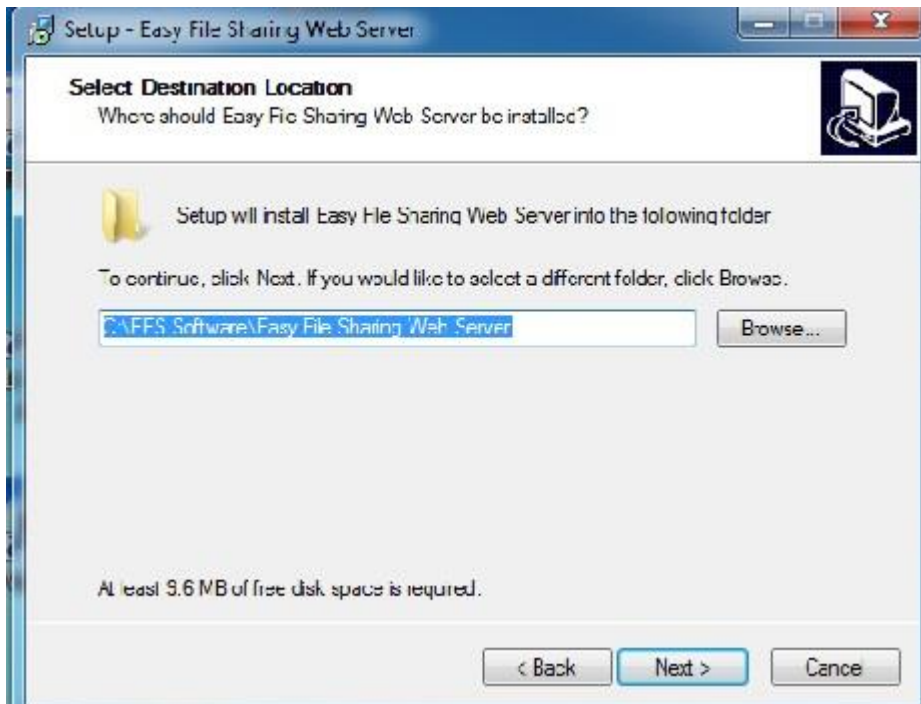 Setup - Easy File Sharing Web Server
Select Destination Location
Where should Easy File Sharing Web Server be installed?
Setup will install Easy File Sharing Web Server into the following folder
To continue, click Next. If you would like to select a different folder, click Browse.
C:\EFS Software\Easy File Sharing Web Server
Browse...
At least 9.6 MB of free disk space is required.
< Back
Next >
Cancel